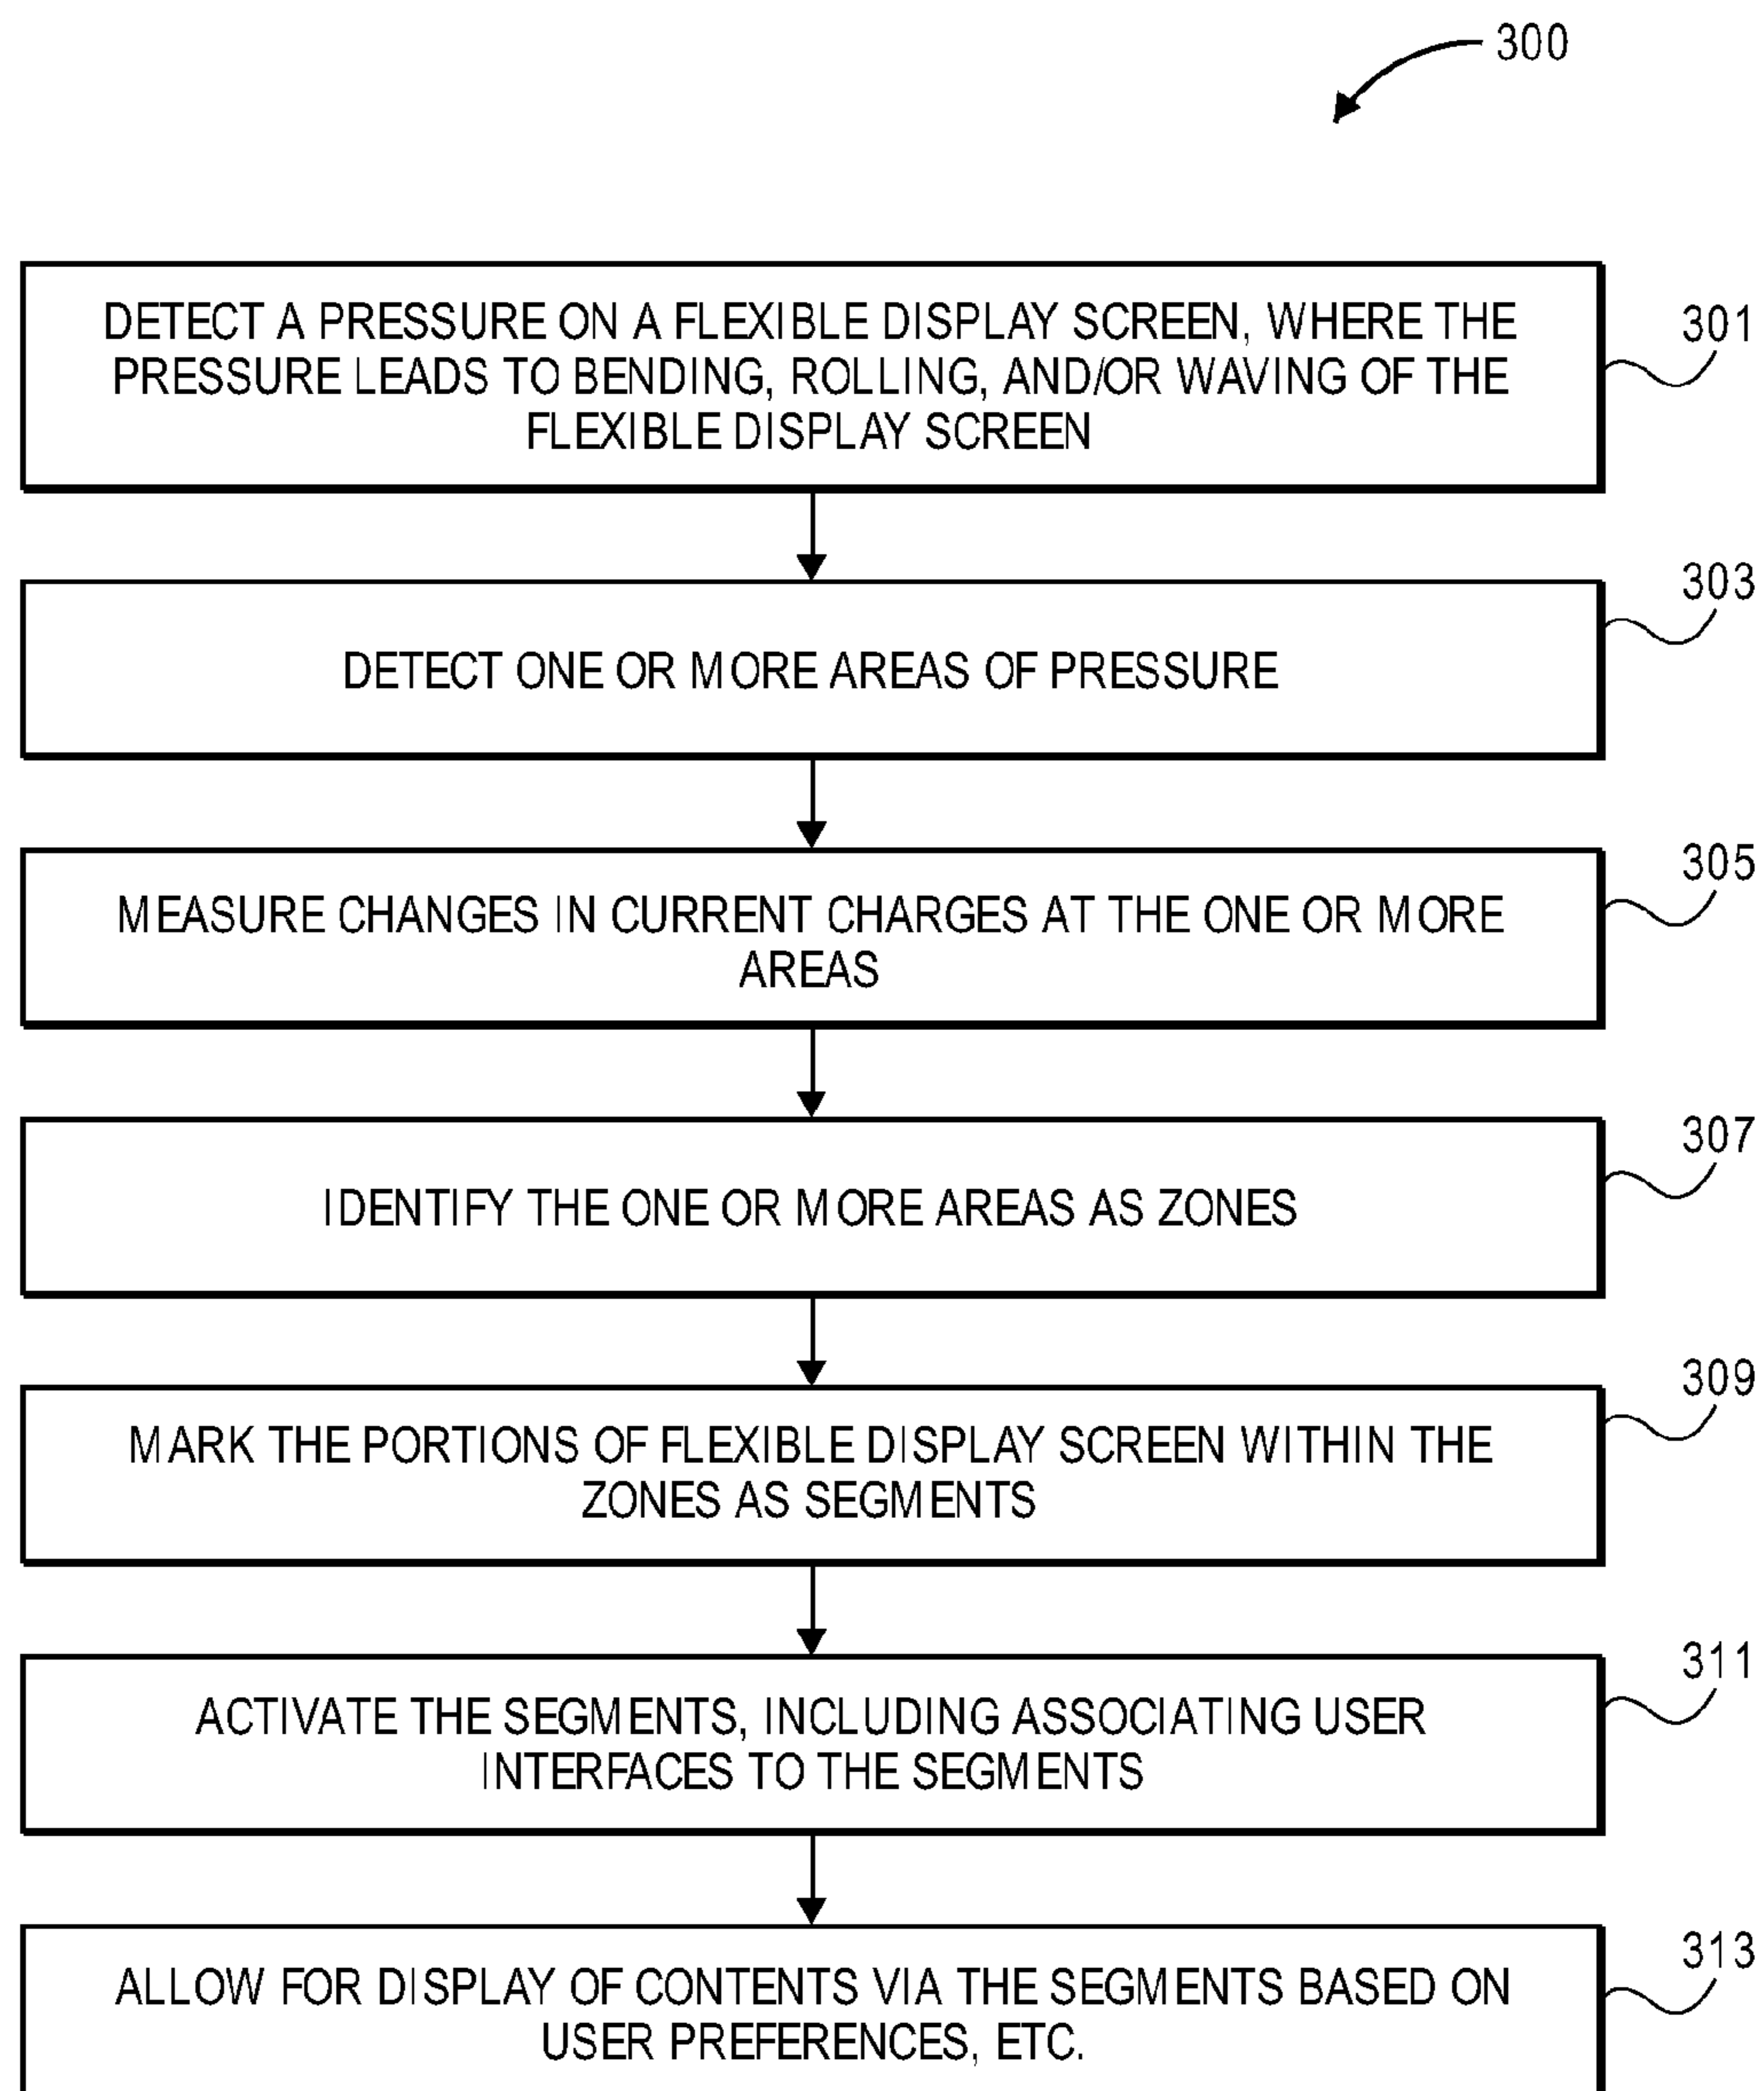 300
DETECT A PRESSURE ON A FLEXIBLE DISPLAY SCREEN, WHERE THE
PRESSURE LEADS TO BENDING, ROLLING, AND/OR WAVING OF THE
FLEXIBLE DISPLAY SCREEN
301
DETECT ONE OR MORE AREAS OF PRESSURE
303
MEASURE CHANGES IN CURRENT CHARGES AT THE ONE OR MORE
AREAS
305
IDENTIFY THE ONE OR MORE AREAS AS ZONES
307
MARK THE PORTIONS OF FLEXIBLE DISPLAY SCREEN WITHIN THE
ZONES AS SEGMENTS
309
ACTIVATE THE SEGMENTS, INCLUDING ASSOCIATING USER
INTERFACES TO THE SEGMENTS
311
ALLOW FOR DISPLAY OF CONTENTS VIA THE SEGMENTS BASED ON
USER PREFERENCES, ETC.
313